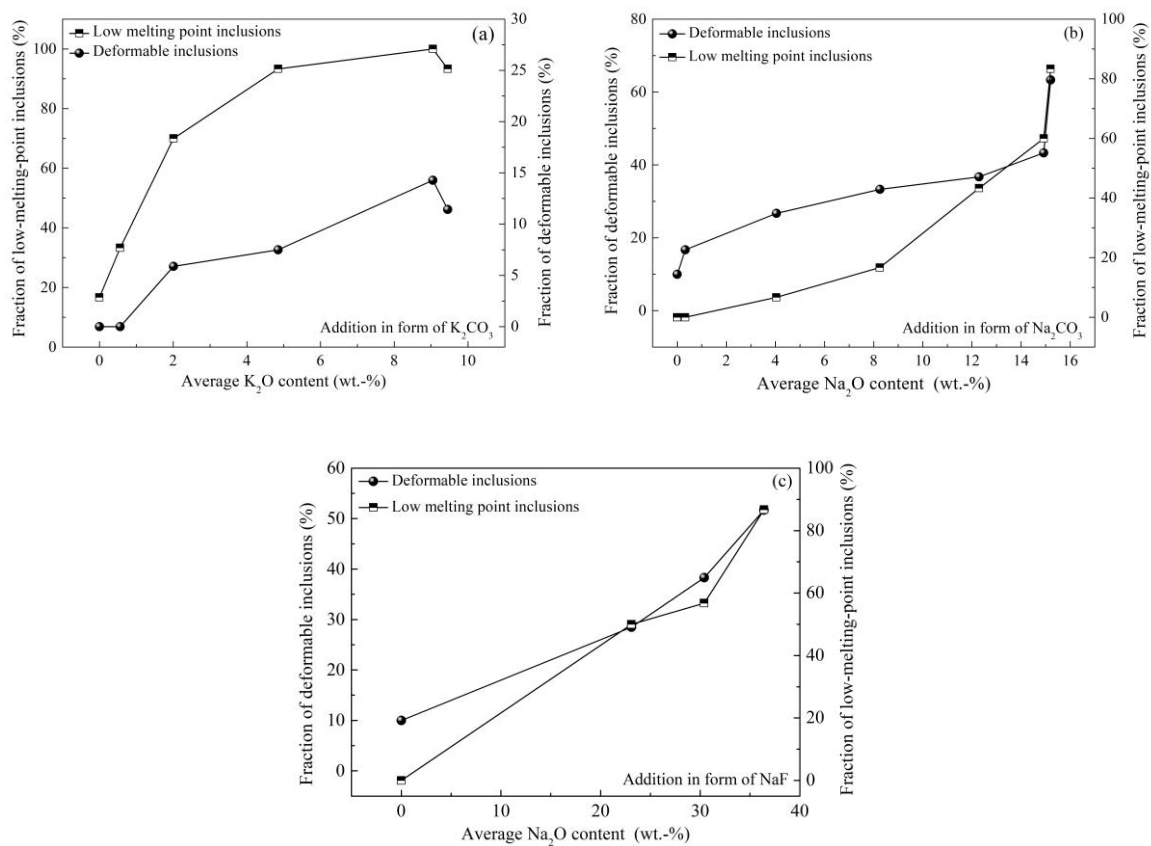 Low melting point inclusions
Deformable inclusions
(a)
Fraction of low-melting-point inclusions (%)
100
80
60
40
20
0
30
25
20
15
10
5
0
Fraction of deformable inclusions (%)
Addition in form of K₂CO₃
0 2 4 6 8 10
Average K₂O content (wt.-%)
Deformable inclusions
Low melting point inclusions
(b)
Fraction of deformable inclusions (%)
80
60
40
20
0
100
80
60
40
20
0
Fraction of low-melting-point inclusions (%)
Addition in form of Na₂CO₃
0 2 4 6 8 10 12 14 16
Average Na₂O content (wt.-%)
Deformable inclusions
Low melting point inclusions
(c)
Fraction of deformable inclusions (%)
60
50
40
30
20
10
0
100
80
60
40
20
0
Fraction of low-melting-point inclusions (%)
Addition in form of NaF
0 10 20 30 40
Average Na₂O content (wt.-%)